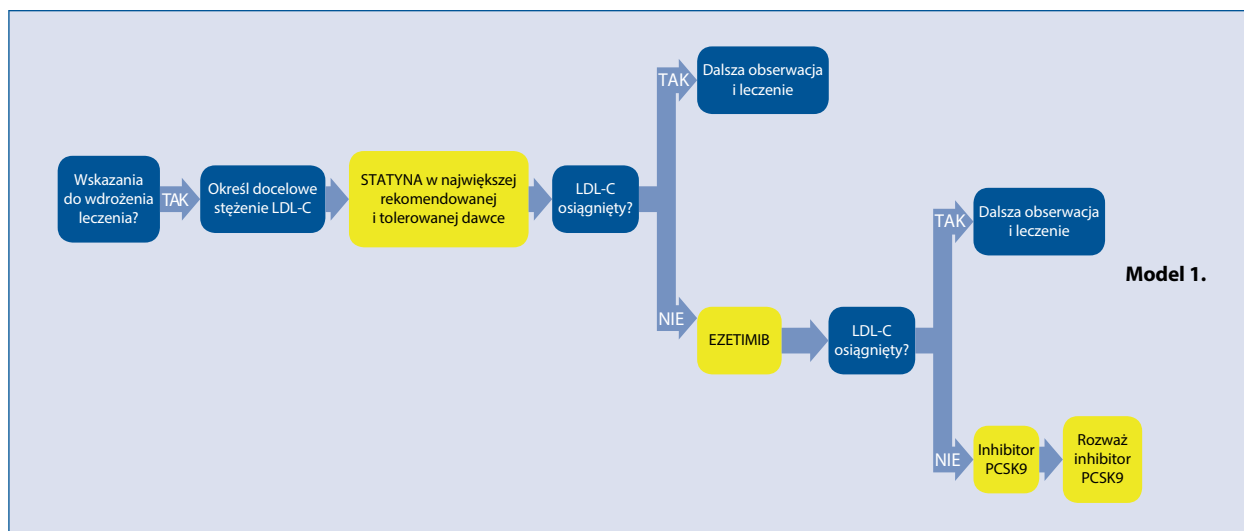 Wskazania
do wdrożenia
leczenia?
TAK
Określ docelowe
stężenie LDL-C
STATYNA w największej
rekomendowanej
i tolerowanej dawce
LDL-C
osiągnięty?
TAK
Dalsza obserwacja
i leczenie
NIE
EZETIMIB
LDL-C
osiągnięty?
TAK
Dalsza obserwacja
i leczenie
NIE
Inhibitor
PCSK9
Rozważ
inhibitor
PCSK9
Model 1.